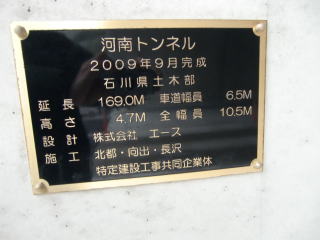 河南トンネル
2009年9月完成
石川県土木部
延長 169.0M 車道幅員 6.5M
高さ 4.7M 全幅員 10.5M
設計 株式会社 エース
施工 北都・向出・長沢
特定建設工事共同企業体